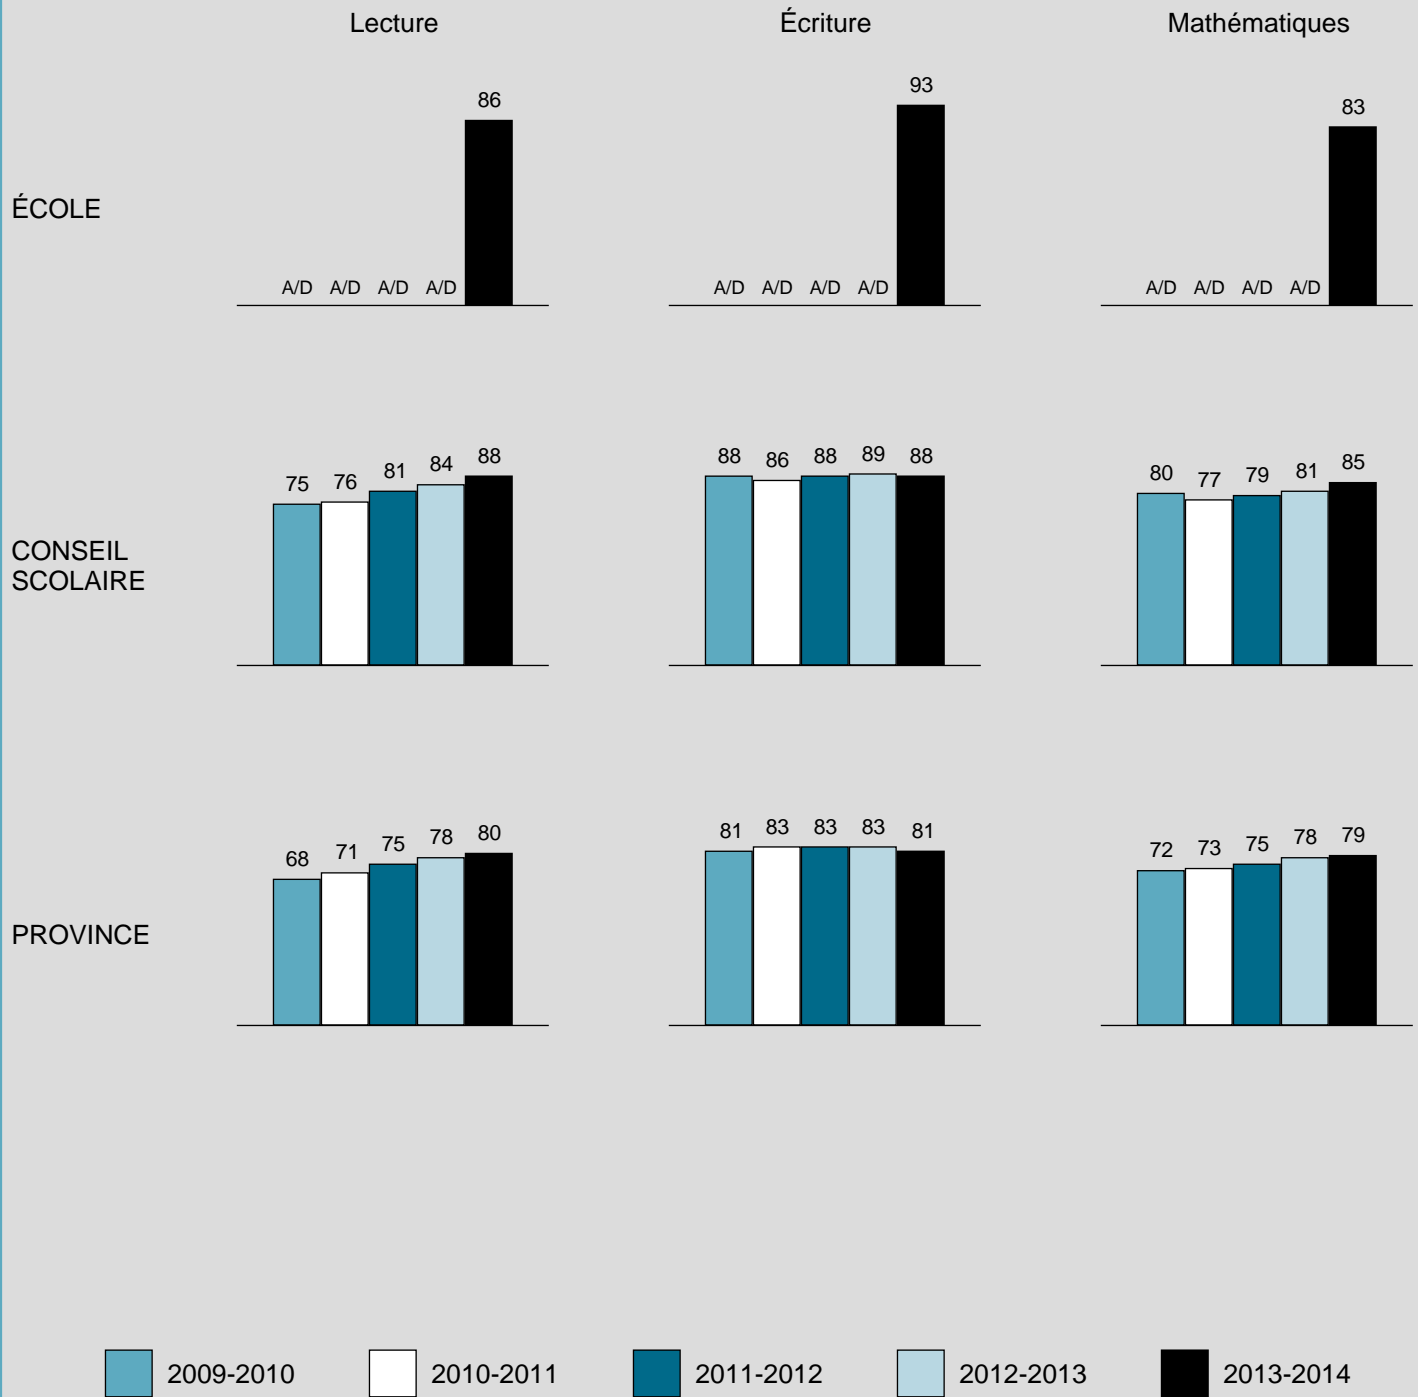 Lecture Écriture Mathématiques
ÉCOLE
86
A/D A/D A/D A/D
93
A/D A/D A/D A/D
83
A/D A/D A/D A/D
CONSEIL
SCOLAIRE
75 76 81 84 88
88 86 88 89 88
80 77 79 81 85
PROVINCE
68 71 75 78 80
81 83 83 83 81
72 73 75 78 79
2009-2010 2010-2011 2011-2012 2012-2013 2013-2014